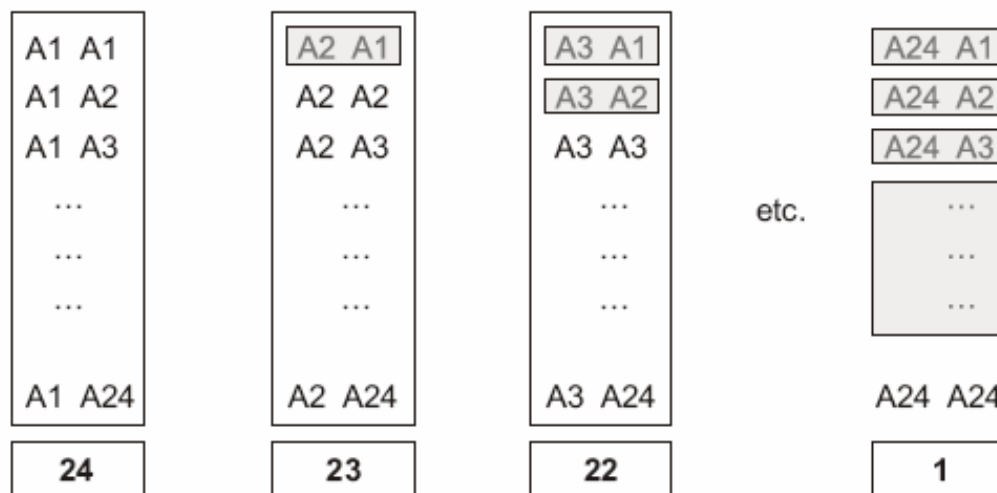 A1 A1 A2 A1 A3 A1 A24 A1
A1 A2 A2 A2 A3 A2 A24 A2
A1 A3 A2 A3 A3 A3 A24 A3
... ... ... etc. ...
... ... ... ...
... ... ... ...
A1 A24 A2 A24 A3 A24 A24 A24
24 23 22 1